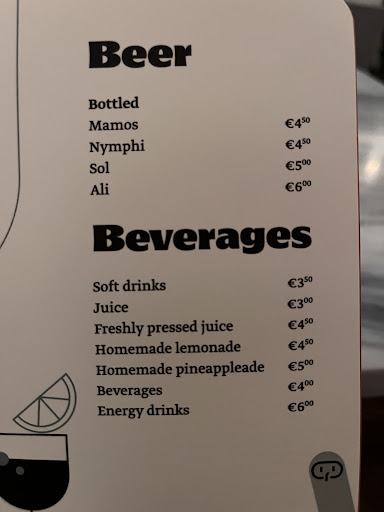 Beer
Bottled
Mamos €4⁵⁰
Nymphi €4⁵⁰
Sol €5⁰⁰
Ali €6⁰⁰
Beverages
Soft drinks €3⁵⁰
Juice €3⁰⁰
Freshly pressed juice €4⁵⁰
Homemade lemonade €4⁵⁰
Homemade pineappleade €5⁰⁰
Beverages €4⁰⁰
Energy drinks €6⁰⁰